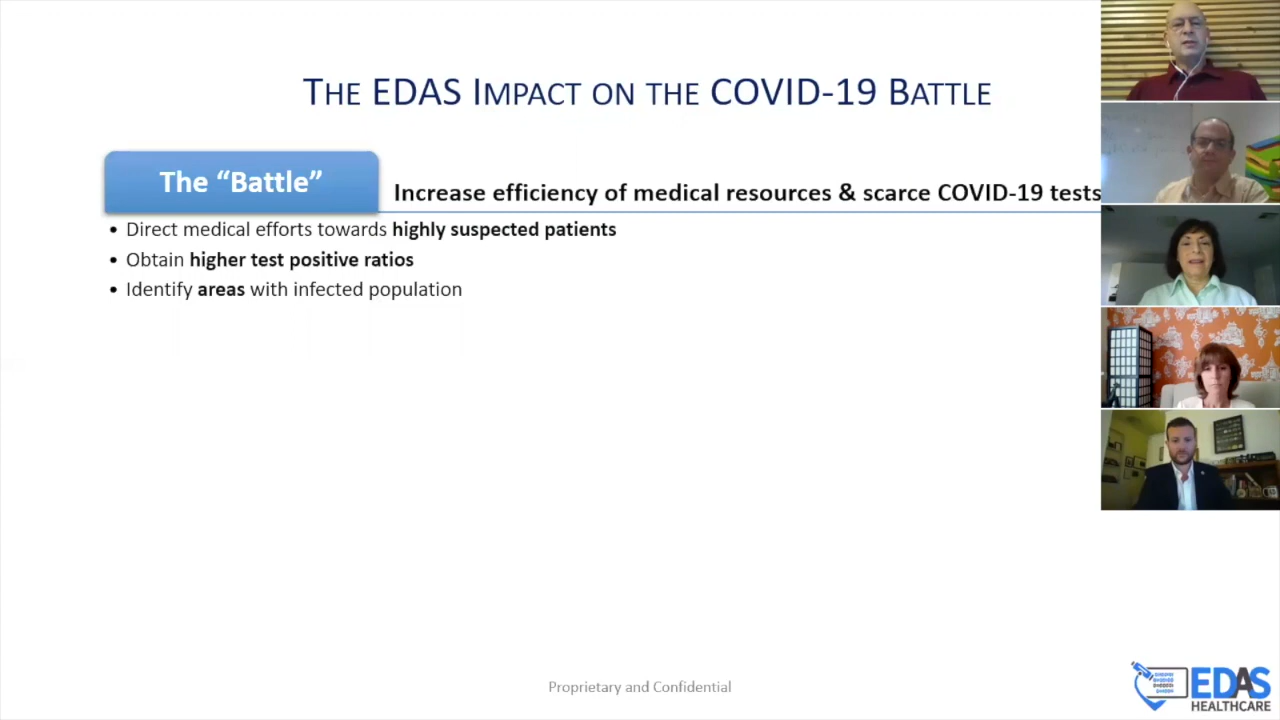 THE EDAS IMPACT ON THE COVID-19 BATTLE
The “Battle”
Increase efficiency of medical resources & scarce COVID-19 tests
• Direct medical efforts towards highly suspected patients
• Obtain higher test positive ratios
• Identify areas with infected population
Proprietary and Confidential
EDAS
HEALTHCARE